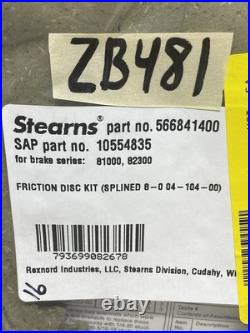 ZB481
Stearns® part no. 566841400
SAP part no. 10554835
for brake series: 81000, 82300
FRICTION DISC KIT (SPLINED 8-0 04-104-00)
793699082678
Rexnord Industries, LLC, Stearns Division, Cudahy, WI
16